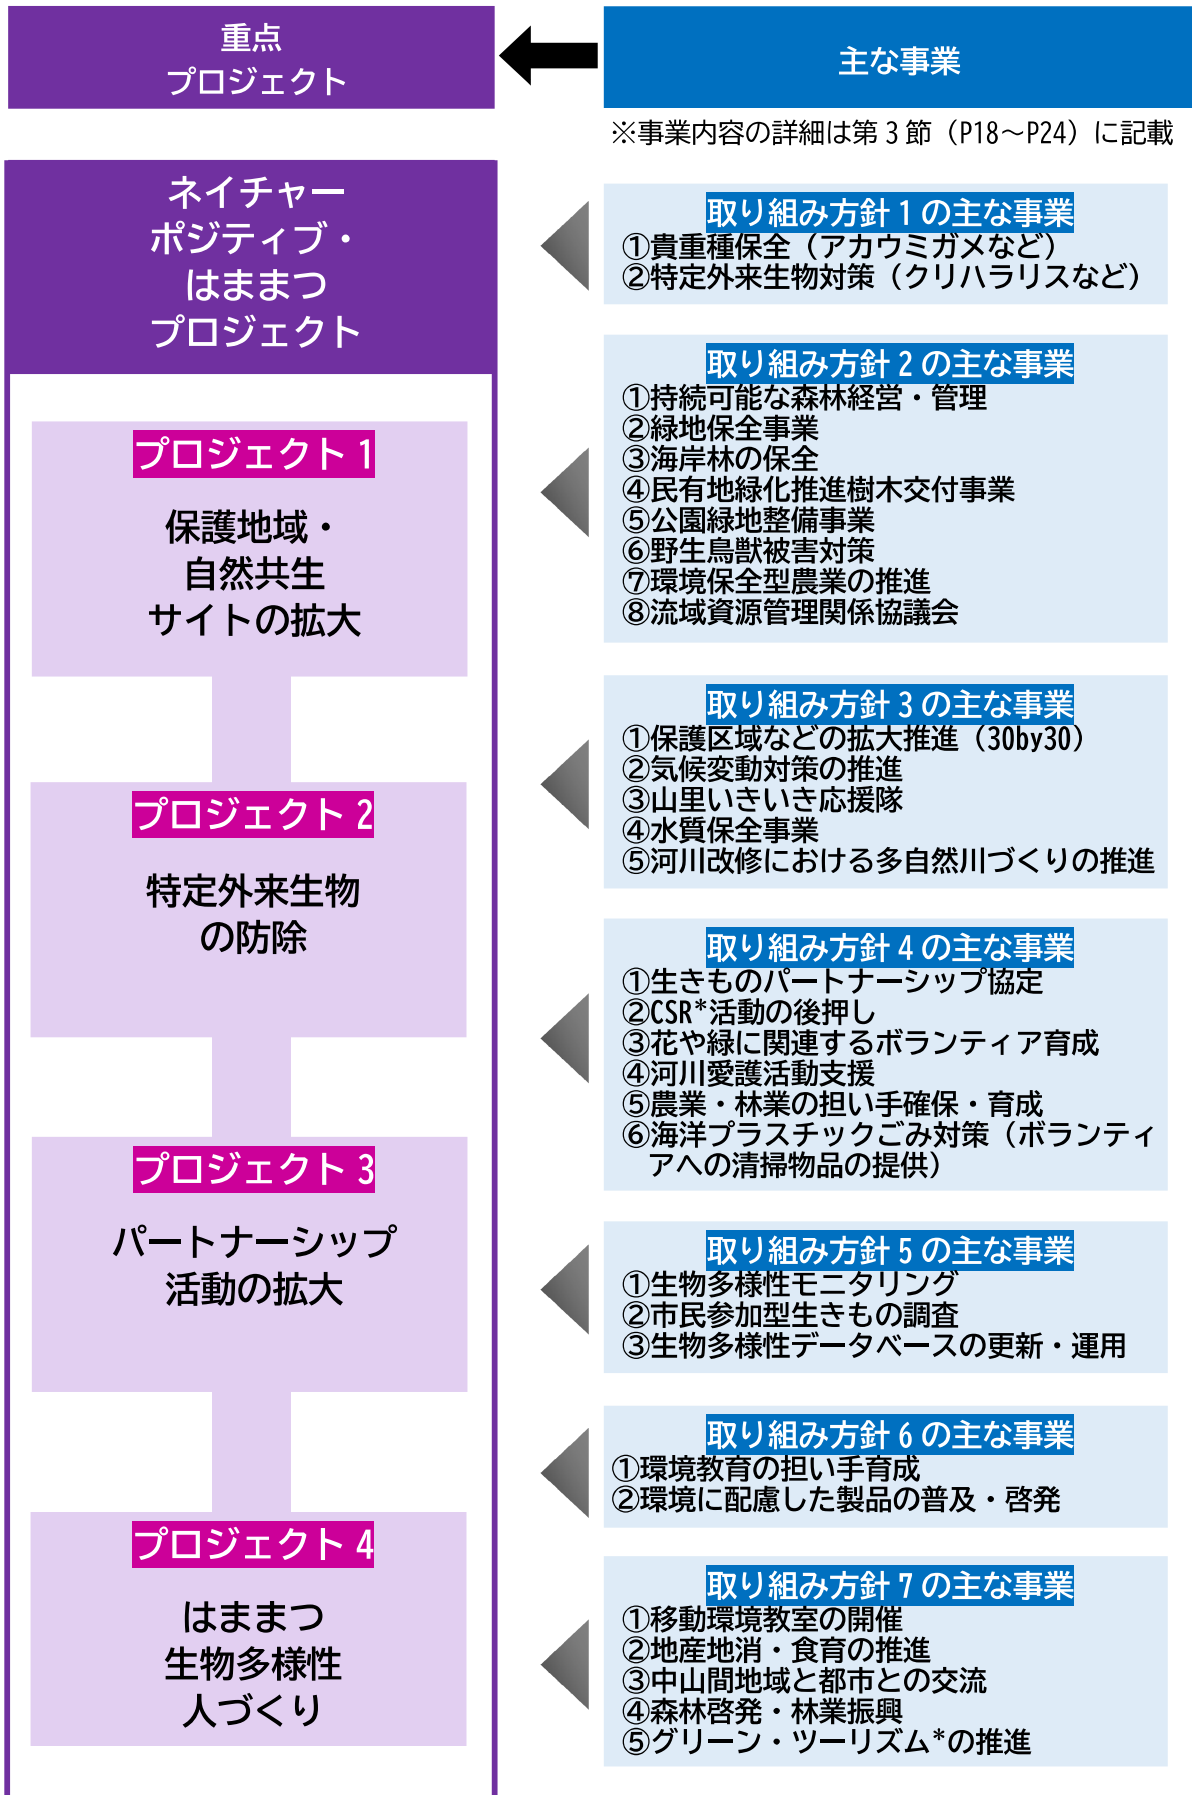 重点
プロジェクト
主な事業
※事業内容の詳細は第3節（P18～P24）に記載
ネイチャー
ポジティブ・
はままつ
プロジェクト
プロジェクト1
保護地域・
自然共生
サイトの拡大
プロジェクト2
特定外来生物
の防除
プロジェクト3
パートナーシップ
活動の拡大
プロジェクト4
はままつ
生物多様性
人づくり
取り組み方針1の主な事業
①貴重種保全（アカウミガメなど）
②特定外来生物対策（クリハラリスなど）
取り組み方針2の主な事業
①持続可能な森林経営・管理
②緑地保全事業
③海岸林の保全
④民有地緑化推進樹木交付事業
⑤公園緑地整備事業
⑥野生鳥獣被害対策
⑦環境保全型農業の推進
⑧流域資源管理関係協議会
取り組み方針3の主な事業
①保護区域などの拡大推進（30by30）
②気候変動対策の推進
③山里いきいき応援隊
④水質保全事業
⑤河川改修における多自然川づくりの推進
取り組み方針4の主な事業
①生きものパートナーシップ協定
②CSR*活動の後押し
③花や緑に関連するボランティア育成
④河川愛護活動支援
⑤農業・林業の担い手確保・育成
⑥海洋プラスチックごみ対策（ボランティ
アへの清掃物品の提供）
取り組み方針5の主な事業
①生物多様性モニタリング
②市民参加型生きもの調査
③生物多様性データベースの更新・運用
取り組み方針6の主な事業
①環境教育の担い手育成
②環境に配慮した製品の普及・啓発
取り組み方針7の主な事業
①移動環境教室の開催
②地産地消・食育の推進
③中山間地域と都市との交流
④森林啓発・林業振興
⑤グリーン・ツーリズム*の推進